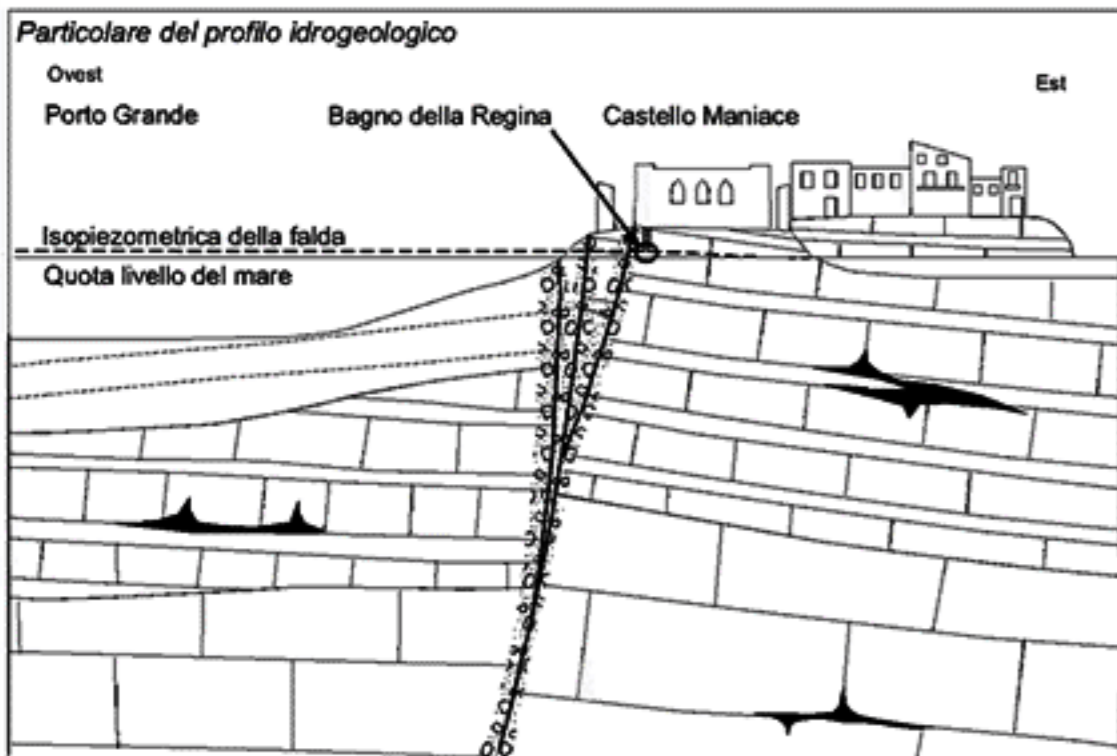 Particolare del profilo idrogeologico
Ovest
Est
Porto Grande
Bagno della Regina
Castello Maniace
Isopiezometrica della falda
Quota livello del mare